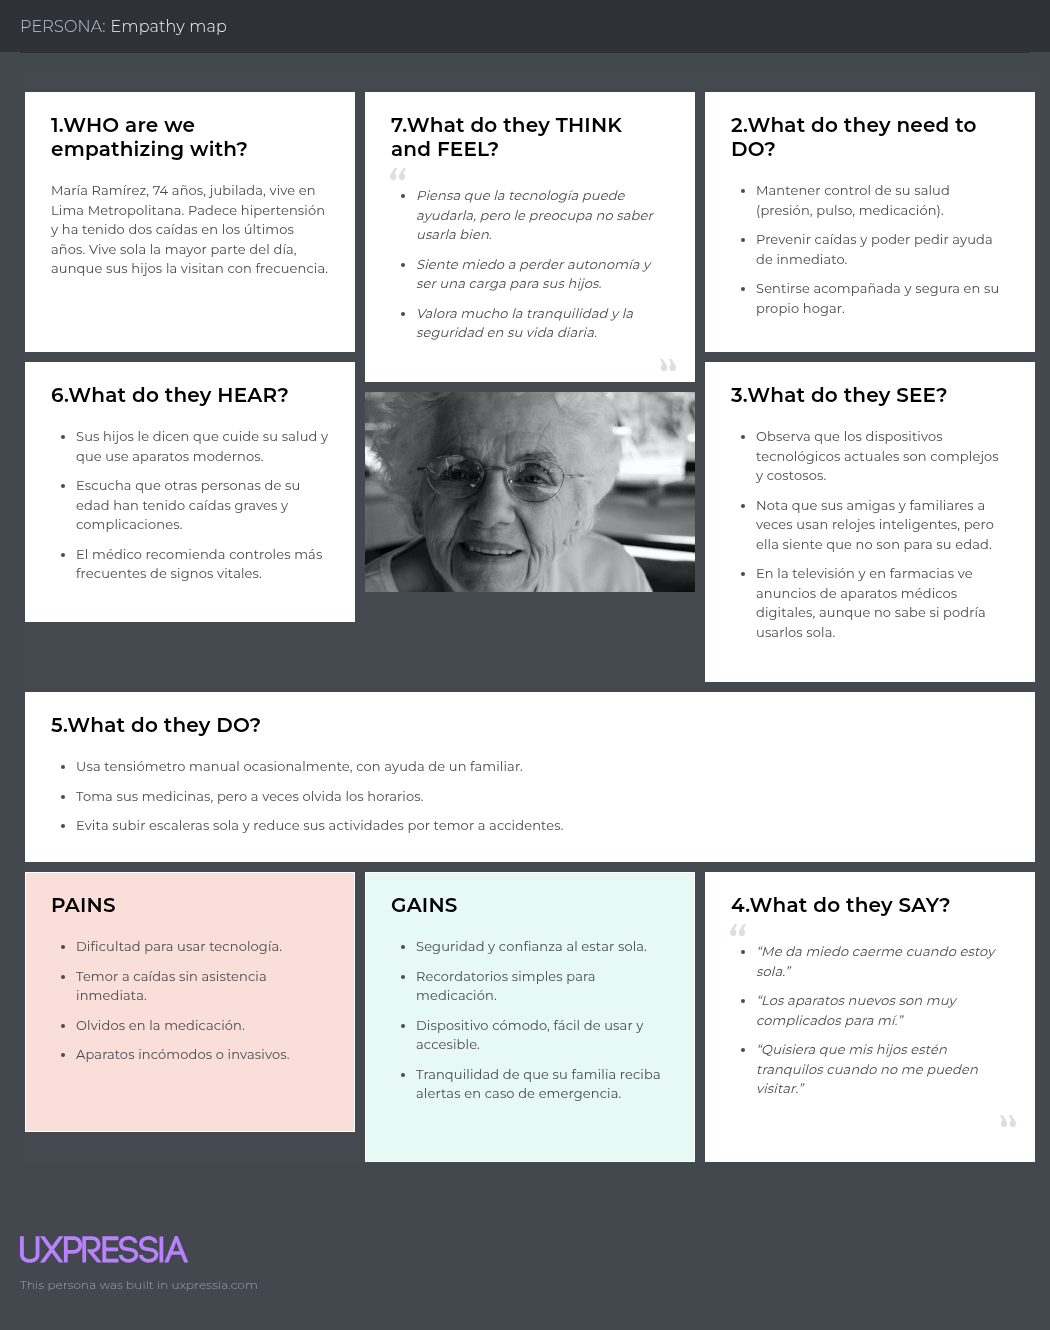 PERSONA: Empathy map
1.WHO are we
empathizing with?
María Ramírez, 74 años, jubilada, vive en
Lima Metropolitana. Padece hipertensión
y ha tenido dos caídas en los últimos
años. Vive sola la mayor parte del día,
aunque sus hijos la visitan con frecuencia.
7.What do they THINK
and FEEL?
“
• Piensa que la tecnología puede
ayudarla, pero le preocupa no saber
usarla bien.
• Siente miedo a perder autonomía y
ser una carga para sus hijos.
• Valora mucho la tranquilidad y la
seguridad en su vida diaria.
”
2.What do they need to
DO?
• Mantener control de su salud
(presión, pulso, medicación).
• Prevenir caídas y poder pedir ayuda
de inmediato.
• Sentirse acompañada y segura en su
propio hogar.
6.What do they HEAR?
• Sus hijos le dicen que cuide su salud y
que use aparatos modernos.
• Escucha que otras personas de su
edad han tenido caídas graves y
complicaciones.
• El médico recomienda controles más
frecuentes de signos vitales.
3.What do they SEE?
• Observa que los dispositivos
tecnológicos actuales son complejos
y costosos.
• Nota que sus amigas y familiares a
veces usan relojes inteligentes, pero
ella siente que no son para su edad.
• En la televisión y en farmacias ve
anuncios de aparatos médicos
digitales, aunque no sabe si podría
usarlos sola.
5.What do they DO?
• Usa tensiómetro manual ocasionalmente, con ayuda de un familiar.
• Toma sus medicinas, pero a veces olvida los horarios.
• Evita subir escaleras sola y reduce sus actividades por temor a accidentes.
PAINS
• Dificultad para usar tecnología.
• Temor a caídas sin asistencia
inmediata.
• Olvidos en la medicación.
• Aparatos incómodos o invasivos.
GAINS
• Seguridad y confianza al estar sola.
• Recordatorios simples para
medicación.
• Dispositivo cómodo, fácil de usar y
accesible.
• Tranquilidad de que su familia reciba
alertas en caso de emergencia.
4.What do they SAY?
“
• “Me da miedo caerme cuando estoy
sola.”
• “Los aparatos nuevos son muy
complicados para mí.”
• “Quisiera que mis hijos estén
tranquilos cuando no me pueden
visitar.”
”
UXPRESSIA
This persona was built in uxpressia.com